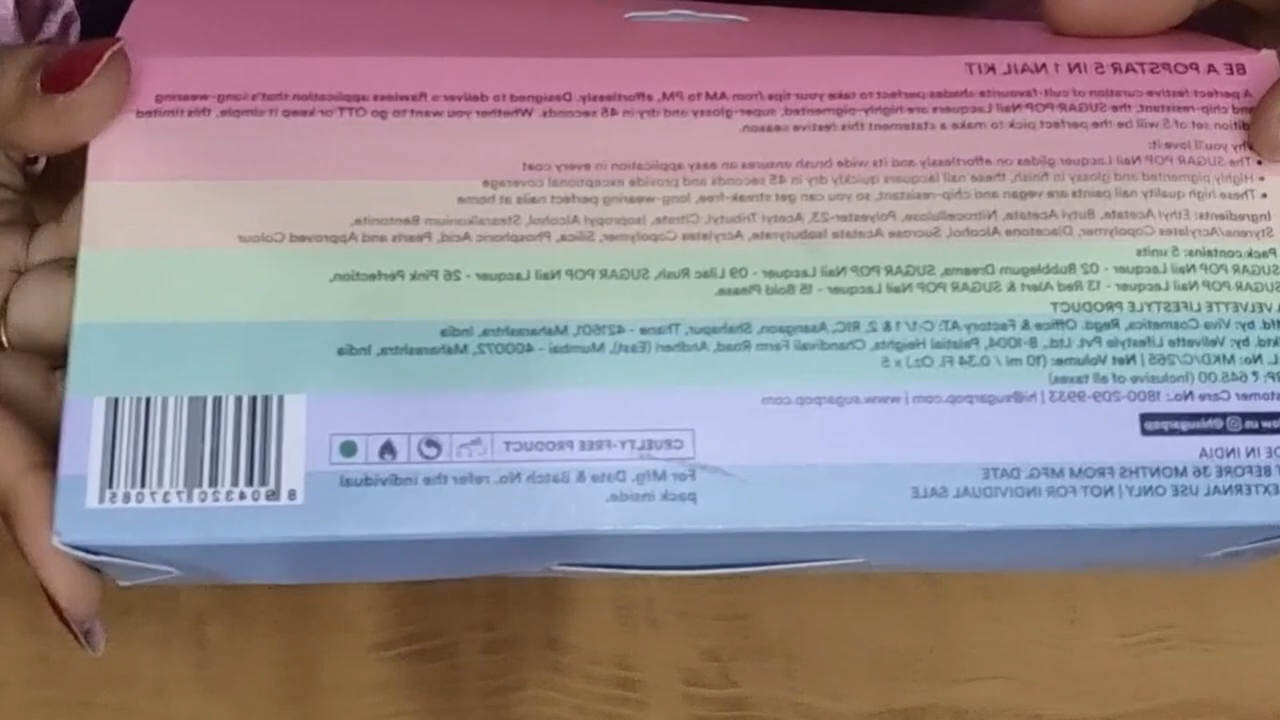 BE A POPSTAR 5 IN 1 NAIL KIT
A perfect festive curation of cult-favourite shades perfect to take your tips from AM to PM, effortlessly. Designed to deliver a flawless application that's long-wearing
and chip-resistant, the SUGAR POP Nail Lacquers are highly-pigmented, super-glossy and dry in 45 seconds. Whether you want to go OTT or keep it simple, this limited
dition set of 5 will be the perfect pick to make a statement this festive season.
hy you'll love it:
• The SUGAR POP Nail Lacquer glides on effortlessly and its wide brush ensures an easy application in every coat
• Highly pigmented and glossy in finish, these nail lacquers quickly dry in 45 seconds and provide exceptional coverage
• These high quality nail paints are vegan and chip-resistant, so you can get streak-free, long-wearing perfect nails at home
Ingredients: Ethyl Acetate, Butyl Acetate, Nitrocellulose, Polyester-23, Acetyl Tributyl Citrate, Isopropyl Alcohol, Stearalkonium Bentonite,
Styrene/Acrylates Copolymer, Diacetone Alcohol, Sucrose Acetate Isobutyrate, Acrylates Copolymer, Silica, Phosphoric Acid, Pearls and Approved Colour
Pack contains: 5 units
SUGAR POP Nail Lacquer - 02 Bubblegum Dreams, SUGAR POP Nail Lacquer - 09 Lilac Rush, SUGAR POP Nail Lacquer - 26 Pink Perfection,
SUGAR POP Nail Lacquer - 13 Red Alert & SUGAR POP Nail Lacquer - 15 Bold Please.
VELVETTE LIFESTYLE PRODUCT
fd. by: Viva Cosmetics, Regd. Office & Factory AT: C-1/1 & 2, RIC, Asangaon, Shahapur, Thane - 421601, Maharashtra, India
ktd. by: Vellvette Lifestyle Pvt. Ltd., B-1004, Palatial Heights, Chandivali Farm Road, Andheri (East), Mumbai - 400072, Maharashtra, India
L. No.: MKD/C/265 | Net Volume: (10 ml / 0.34 Fl. Oz.) x 5
RP: ₹ 645.00 (Inclusive of all taxes)
stomer Care No.: 1800-209-9933 | hi@sugarpop.com | www.sugarpop.com
low us @hisugarpop
DE IN INDIA
T BEFORE 36 MONTHS FROM MFG. DATE
EXTERNAL USE ONLY | NOT FOR INDIVIDUAL SALE
CRUELTY-FREE PRODUCT
For Mfg. Date & Batch No. refer the individual
pack inside.
8 904320 737085